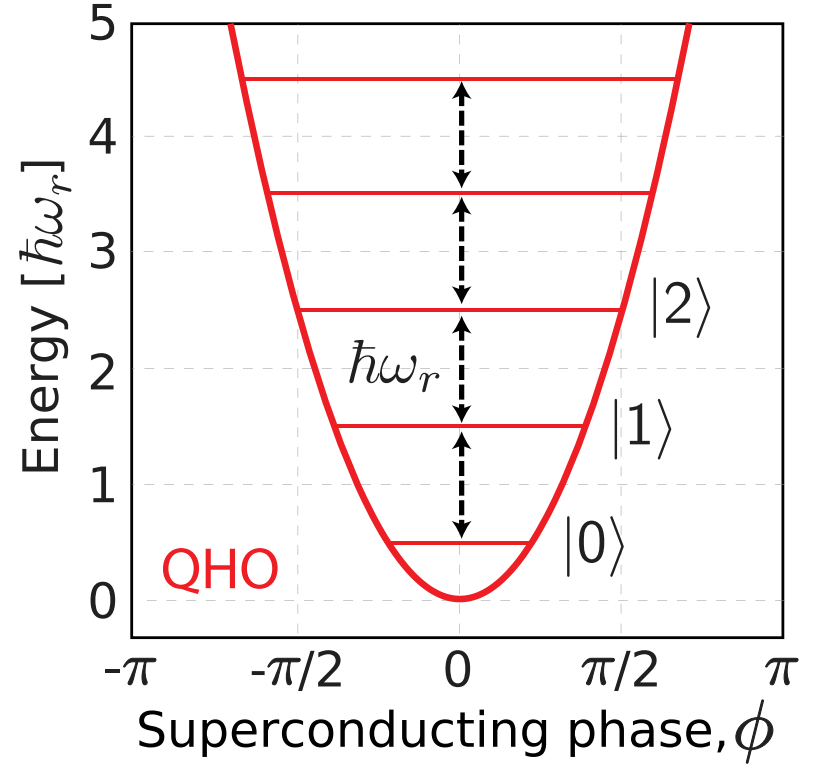 5
4
3
2
1
0
Energy [ℏω_r]
|2⟩
ℏω_r
|1⟩
|0⟩
QHO
-π -π/2 0 π/2 π
Superconducting phase, ϕ